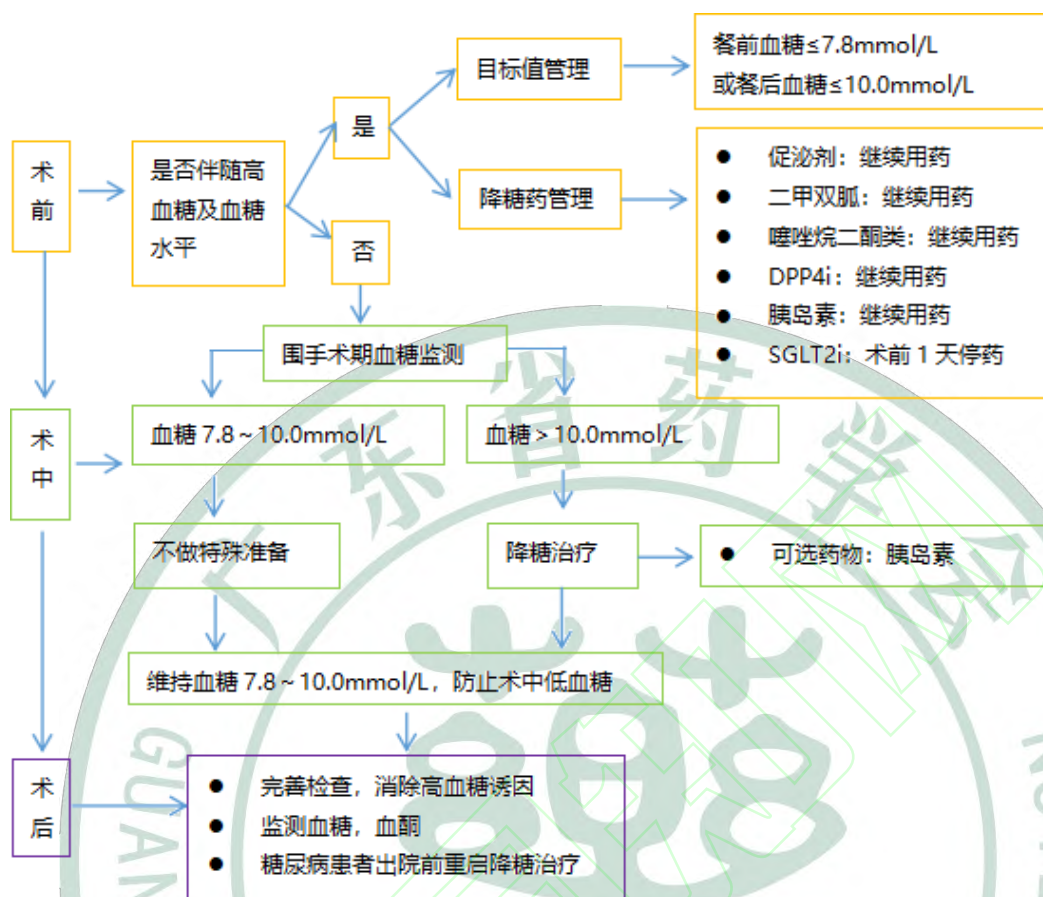 术前
是否伴随高
血糖及血糖
水平
是
否
目标值管理
餐前血糖≤7.8mmol/L
或餐后血糖≤10.0mmol/L
降糖药管理
● 促泌剂：继续用药
● 二甲双胍：继续用药
● 噻唑烷二酮类：继续用药
● DPP4i：继续用药
● 胰岛素：继续用药
● SGLT2i：术前 1 天停药
围手术期血糖监测
术中
血糖 7.8～10.0mmol/L
血糖＞10.0mmol/L
不做特殊准备
降糖治疗
● 可选药物：胰岛素
维持血糖 7.8～10.0mmol/L，防止术中低血糖
术后
● 完善检查，消除高血糖诱因
● 监测血糖，血酮
● 糖尿病患者出院前重启降糖治疗
广东省药学会
GUAN